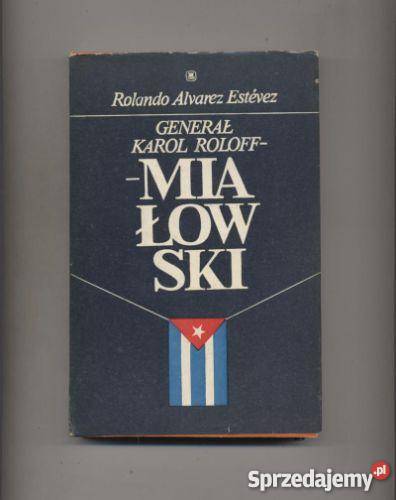 Rolando Alvarez Estévez
GENERAŁ
KAROL ROLOFF-
-MIA
ŁOW
SKI
Sprzedajemy.pl